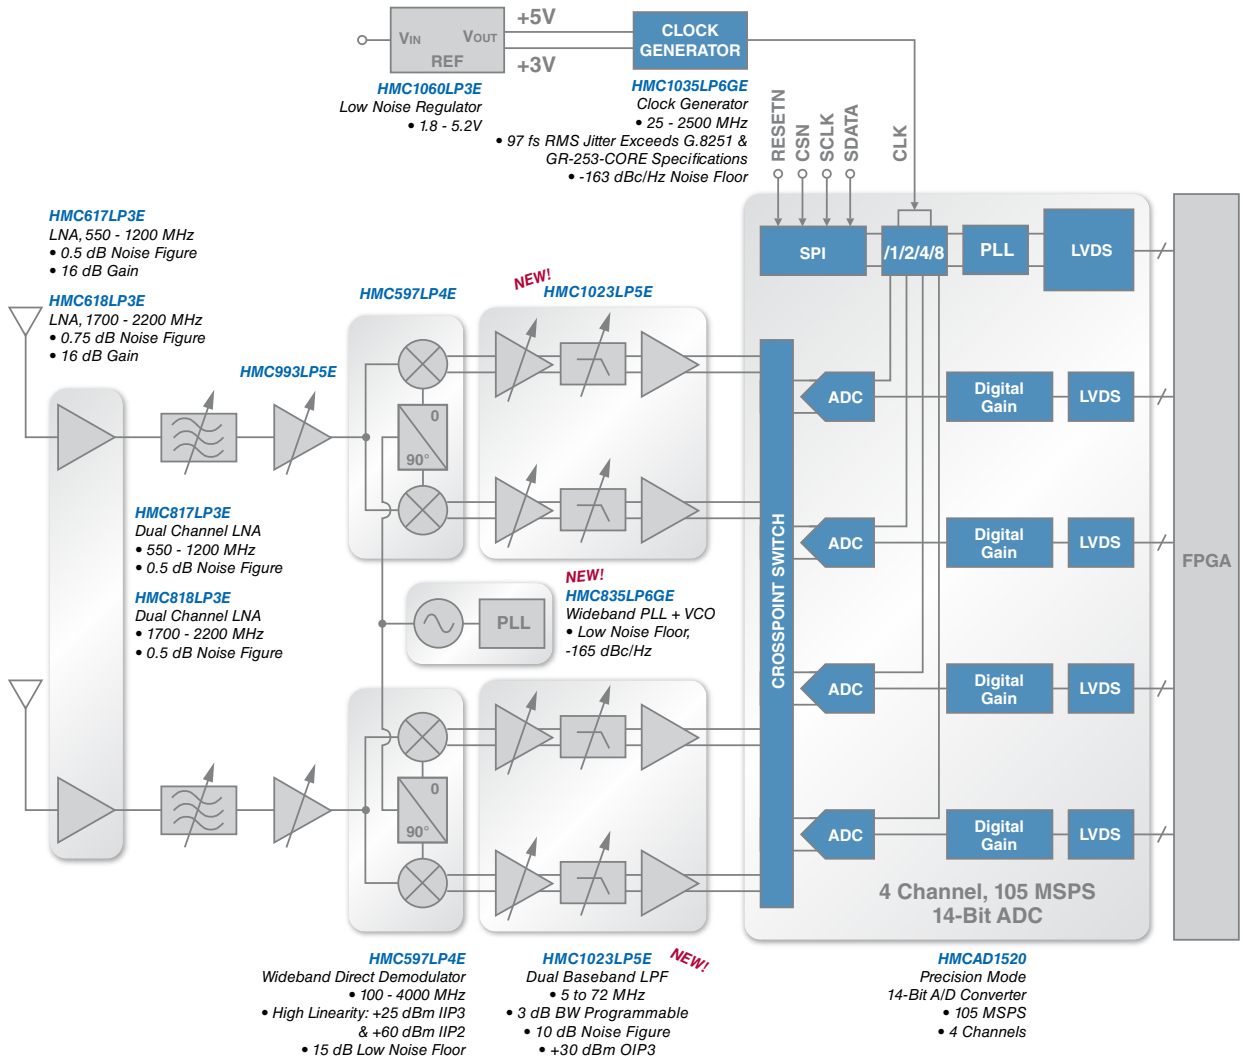 VIN
VOUT
REF
+5V
+3V
CLOCK
GENERATOR
HMC1060LP3E
Low Noise Regulator
• 1.8 - 5.2V
HMC1035LP6GE
Clock Generator
• 25 - 2500 MHz
• 97 fs RMS Jitter Exceeds G.8251 &
GR-253-CORE Specifications
• -163 dBc/Hz Noise Floor
RESETN
CSN
SCLK
SDATA
CLK
HMC617LP3E
LNA, 550 - 1200 MHz
• 0.5 dB Noise Figure
• 16 dB Gain
HMC618LP3E
LNA, 1700 - 2200 MHz
• 0.75 dB Noise Figure
• 16 dB Gain
HMC993LP5E
HMC597LP4E
NEW!
HMC1023LP5E
SPI
/1/2/4/8
PLL
LVDS
0
90°
ADC
Digital
Gain
LVDS
ADC
Digital
Gain
LVDS
CROSSPOINT SWITCH
FPGA
HMC817LP3E
Dual Channel LNA
• 550 - 1200 MHz
• 0.5 dB Noise Figure
HMC818LP3E
Dual Channel LNA
• 1700 - 2200 MHz
• 0.5 dB Noise Figure
PLL
NEW!
HMC835LP6GE
Wideband PLL + VCO
• Low Noise Floor,
-165 dBc/Hz
ADC
Digital
Gain
LVDS
0
90°
ADC
Digital
Gain
LVDS
4 Channel, 105 MSPS
14-Bit ADC
HMC597LP4E
Wideband Direct Demodulator
• 100 - 4000 MHz
• High Linearity: +25 dBm IIP3
& +60 dBm IIP2
• 15 dB Low Noise Floor
HMC1023LP5E
NEW!
Dual Baseband LPF
• 5 to 72 MHz
• 3 dB BW Programmable
• 10 dB Noise Figure
• +30 dBm OIP3
HMCAD1520
Precision Mode
14-Bit A/D Converter
• 105 MSPS
• 4 Channels